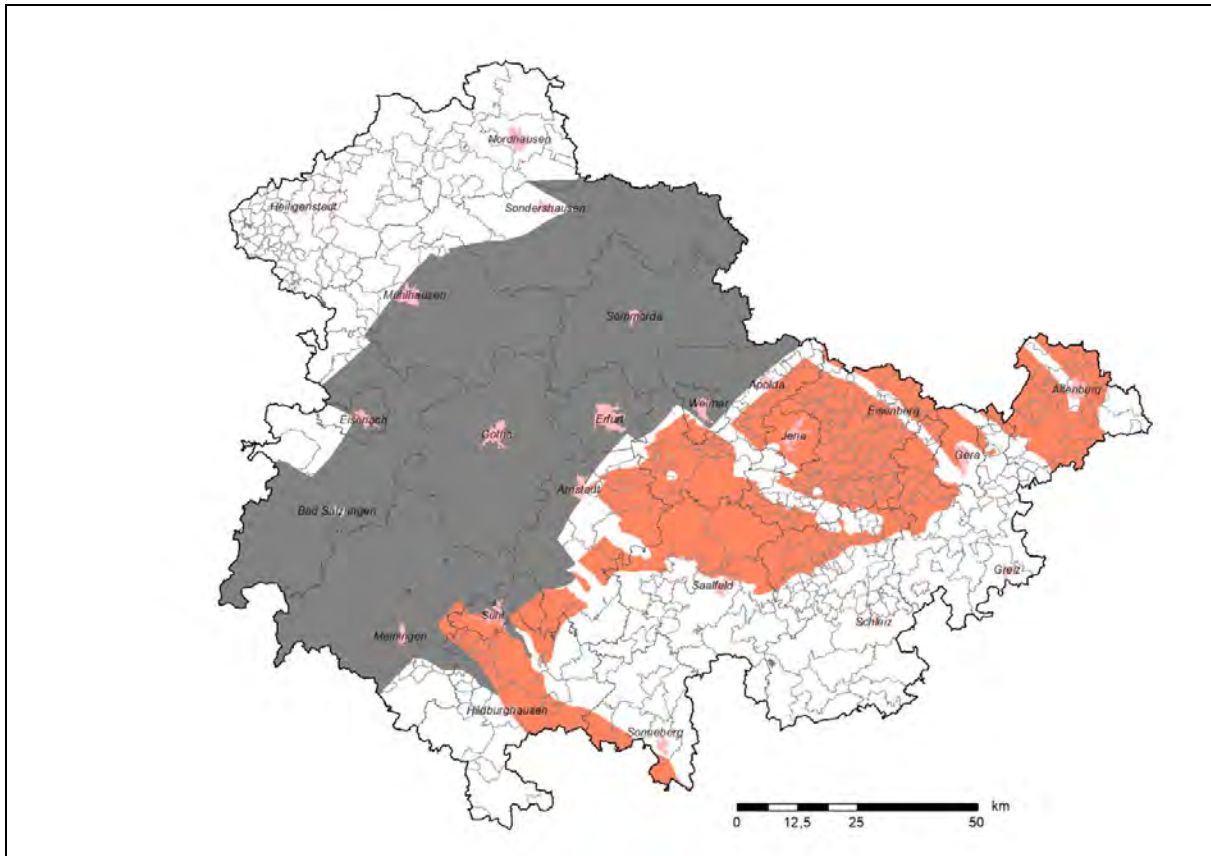 Nordhausen
Heiligenstadt
Sondershausen
Mühlhausen
Sömmerda
Apolda
Altenburg
Eisenach
Gotha
Erfurt
Weimar
Eisenberg
Jena
Gera
Arnstadt
Bad Salzungen
Greiz
Saalfeld
Schleiz
Suhl
Meiningen
Hildburghausen
Sonneberg
km
0 12,5 25 50